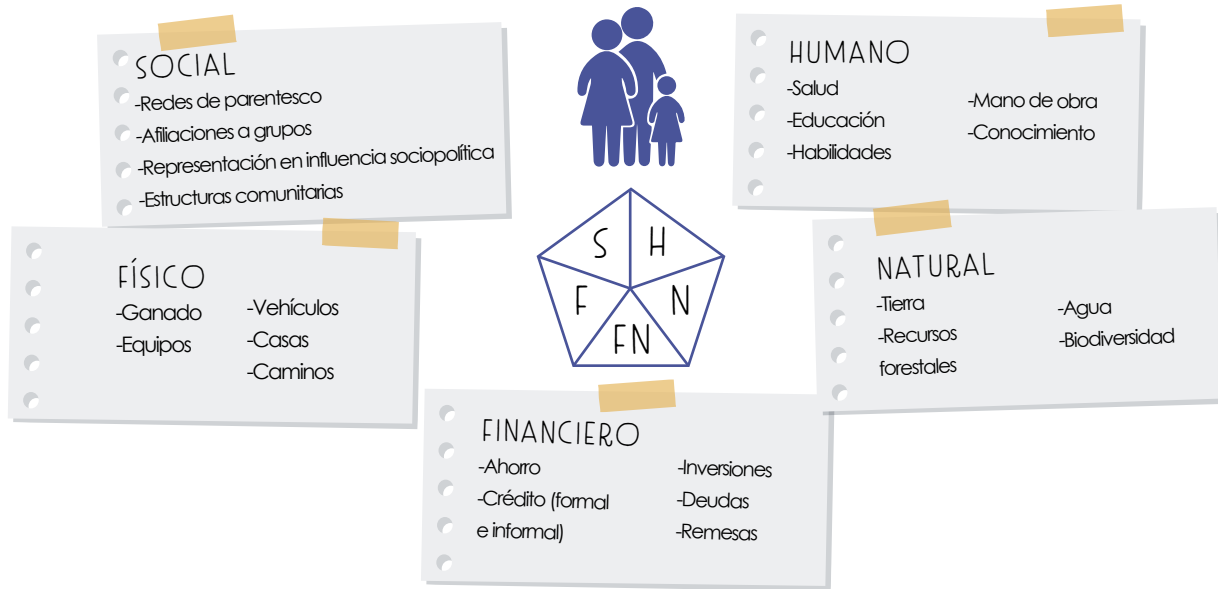 SOCIAL
-Redes de parentesco
-Afiliaciones a grupos
-Representación en influencia sociopolítica
-Estructuras comunitarias
HUMANO
-Salud
-Educación
-Habilidades
-Mano de obra
-Conocimiento
S
H
F
N
FN
FÍSICO
-Ganado
-Equipos
-Vehículos
-Casas
-Caminos
NATURAL
-Tierra
-Recursos
forestales
-Agua
-Biodiversidad
FINANCIERO
-Ahorro
-Crédito (formal
e informal)
-Inversiones
-Deudas
-Remesas